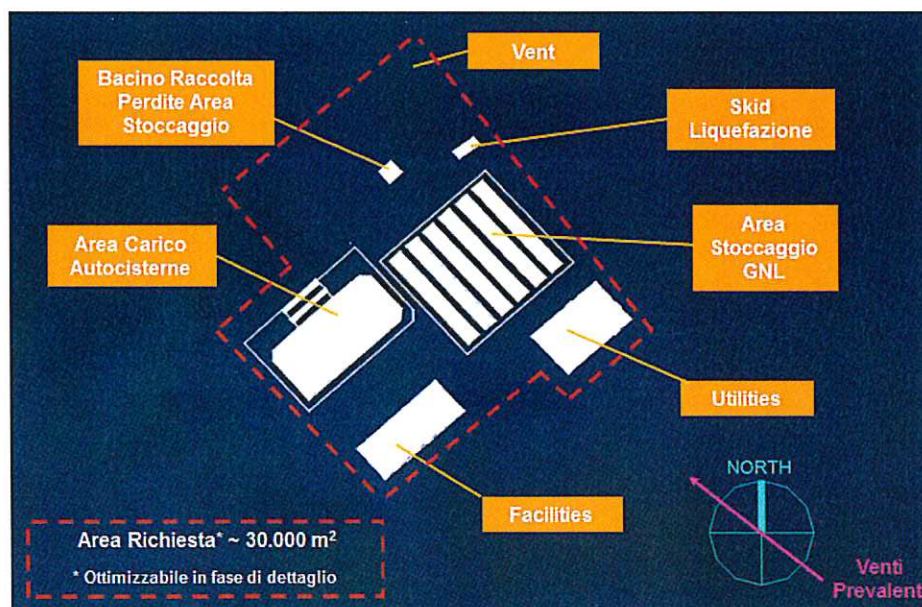 Vent
Bacino Raccolta
Perdite Area
Stoccaggio
Skid
Liquefazione
Area Carico
Autocisterne
Area
Stoccaggio
GNL
Utilities
Facilities
NORTH
Venti
Prevalent
Area Richiesta* ~ 30.000 m²
* Ottimizzabile in fase di dettaglio